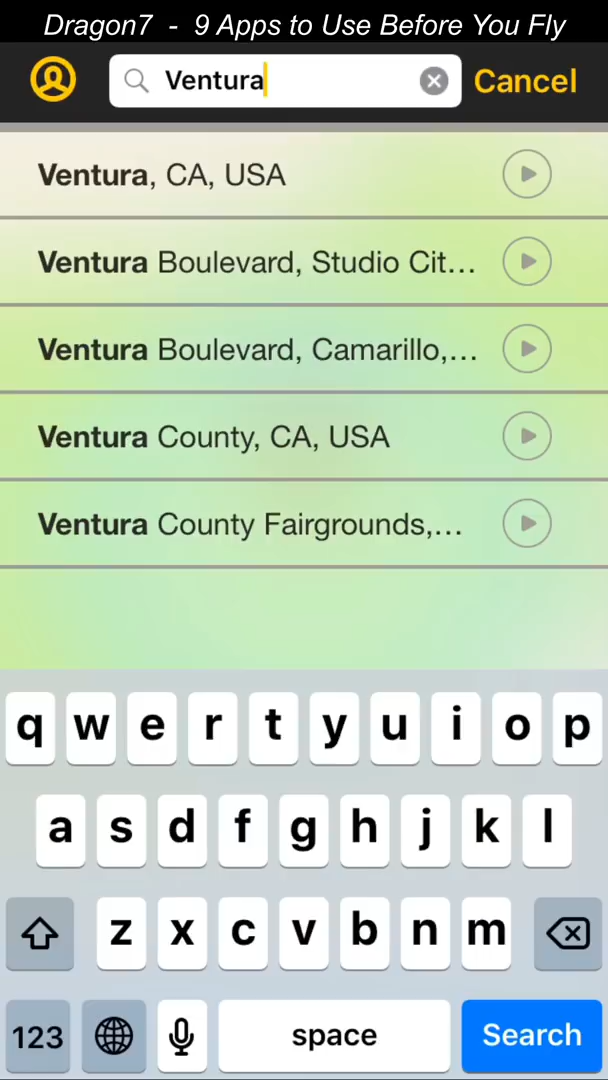 Dragon7 - 9 Apps to Use Before You Fly
Ventura
Cancel
Ventura, CA, USA
Ventura Boulevard, Studio Cit...
Ventura Boulevard, Camarillo,...
Ventura County, CA, USA
Ventura County Fairgrounds,...
q w e r t y u i o p
a s d f g h j k l
z x c v b n m
123 space Search